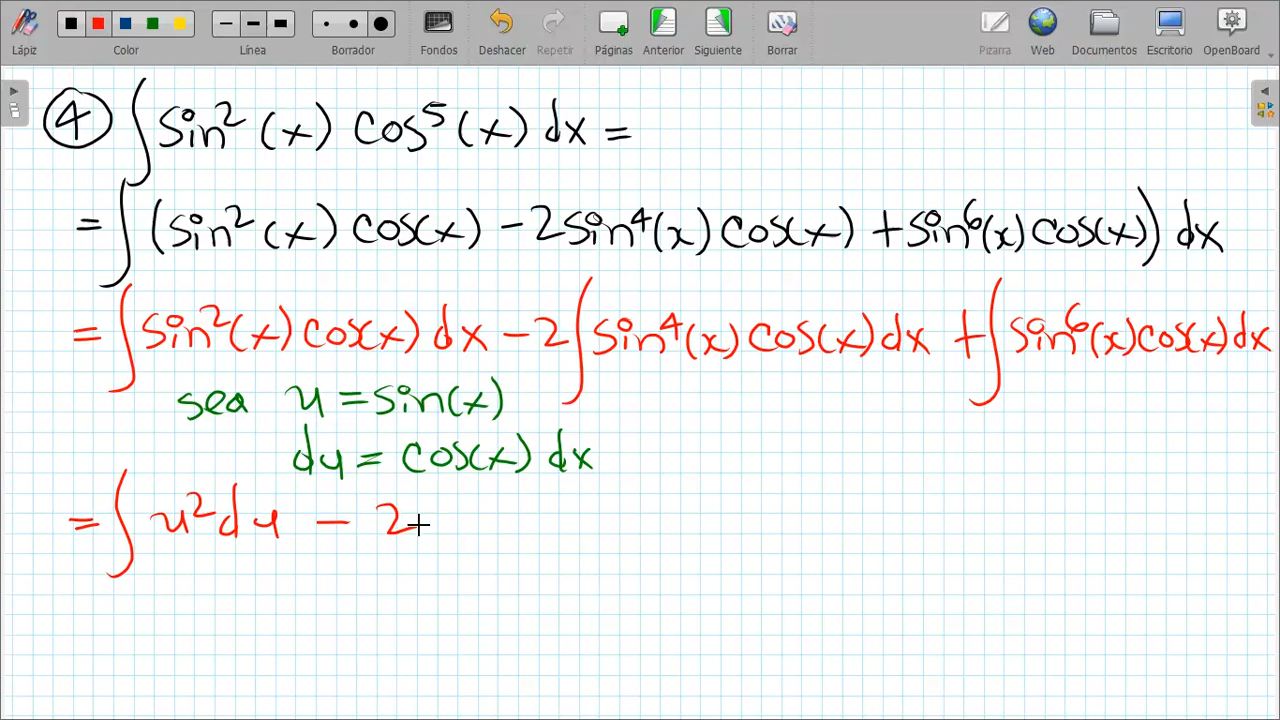 Lápiz Color Línea Borrador Fondos Deshacer Repetir Páginas Anterior Siguiente Borrar Pizarra Web Documentos Escritorio OpenBoard
④ ∫ sin²(x) cos⁵(x) dx =
= ∫ (sin²(x) cos(x) − 2sin⁴(x) cos(x) + sin⁶(x) cos(x)) dx
= ∫ sin²(x) cos(x) dx − 2 ∫ sin⁴(x) cos(x) dx + ∫ sin⁶(x) cos(x) dx
sea u = sin(x)
du = cos(x) dx
= ∫ u² du − 2